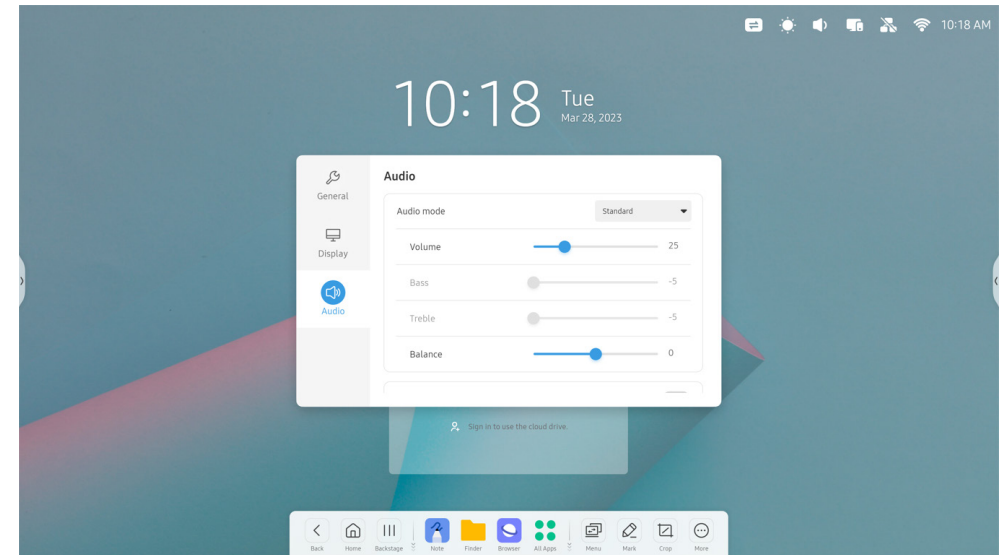 10:18 AM
10:18 Tue
Mar 28, 2023
General
Display
Audio
Audio
Audio mode Standard
Volume 25
Bass -5
Treble -5
Balance 0
Sign in to use the cloud drive.
Back Home Backstage Note Finder Browser All Apps Menu Mark Crop More